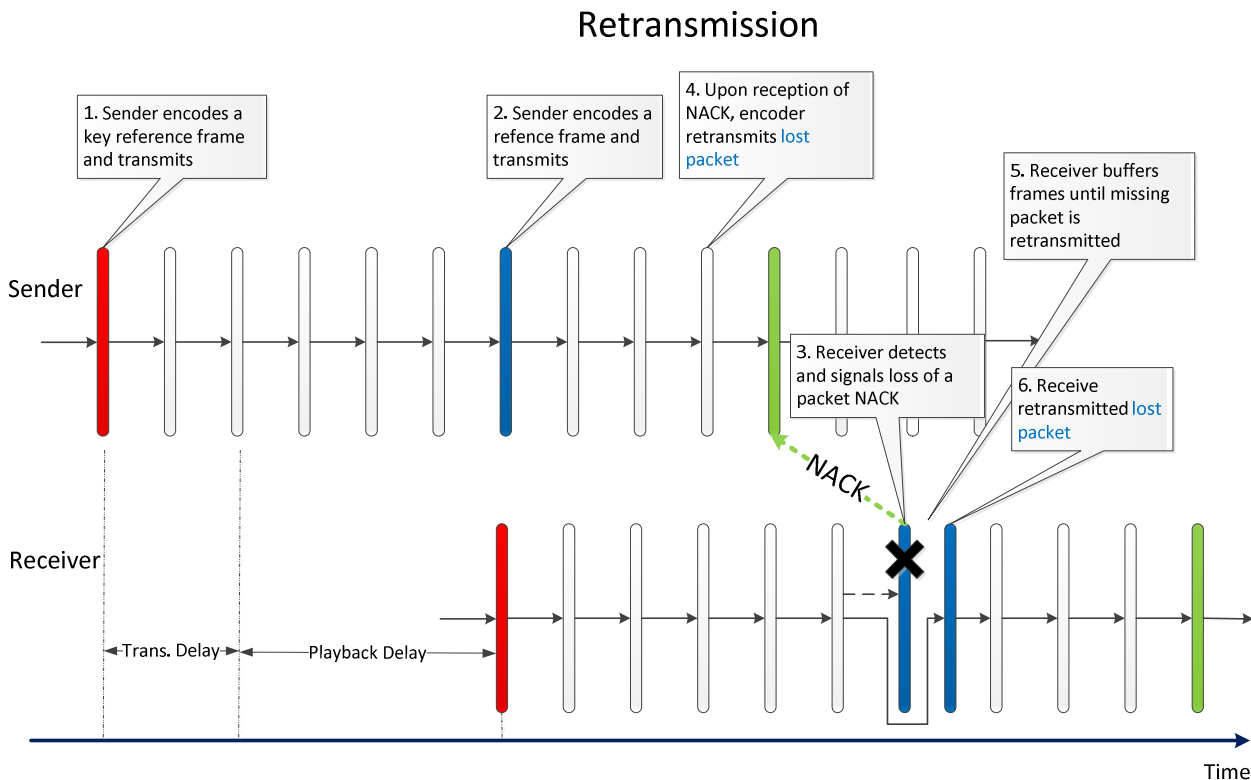 Retransmission
1. Sender encodes a
key reference frame
and transmits
2. Sender encodes a
refence frame and
transmits
4. Upon reception of
NACK, encoder
retransmits lost
packet
5. Receiver buffers
frames until missing
packet is
retransmitted
Sender
3. Receiver detects
and signals loss of a
packet NACK
6. Receive
retransmitted lost
packet
NACK
Receiver
Trans. Delay
Playback Delay
Time